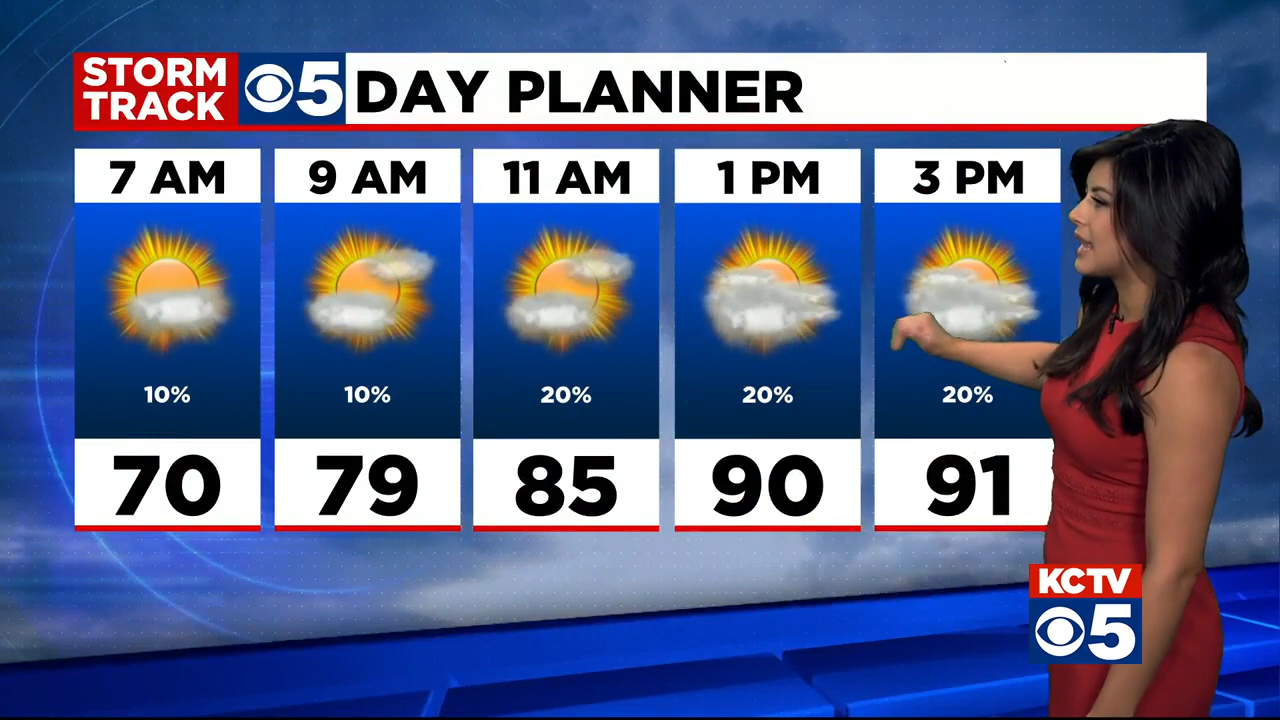 STORM
TRACK
5 DAY PLANNER
7 AM 9 AM 11 AM 1 PM 3 PM
10% 10% 20% 20% 20%
70 79 85 90 91
KCTV
5